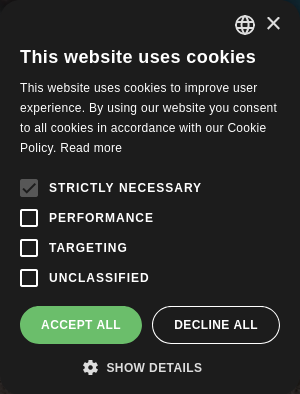 This website uses cookies
This website uses cookies to improve user
experience. By using our website you consent
to all cookies in accordance with our Cookie
Policy. Read more
STRICTLY NECESSARY
PERFORMANCE
TARGETING
UNCLASSIFIED
ACCEPT ALL
DECLINE ALL
SHOW DETAILS